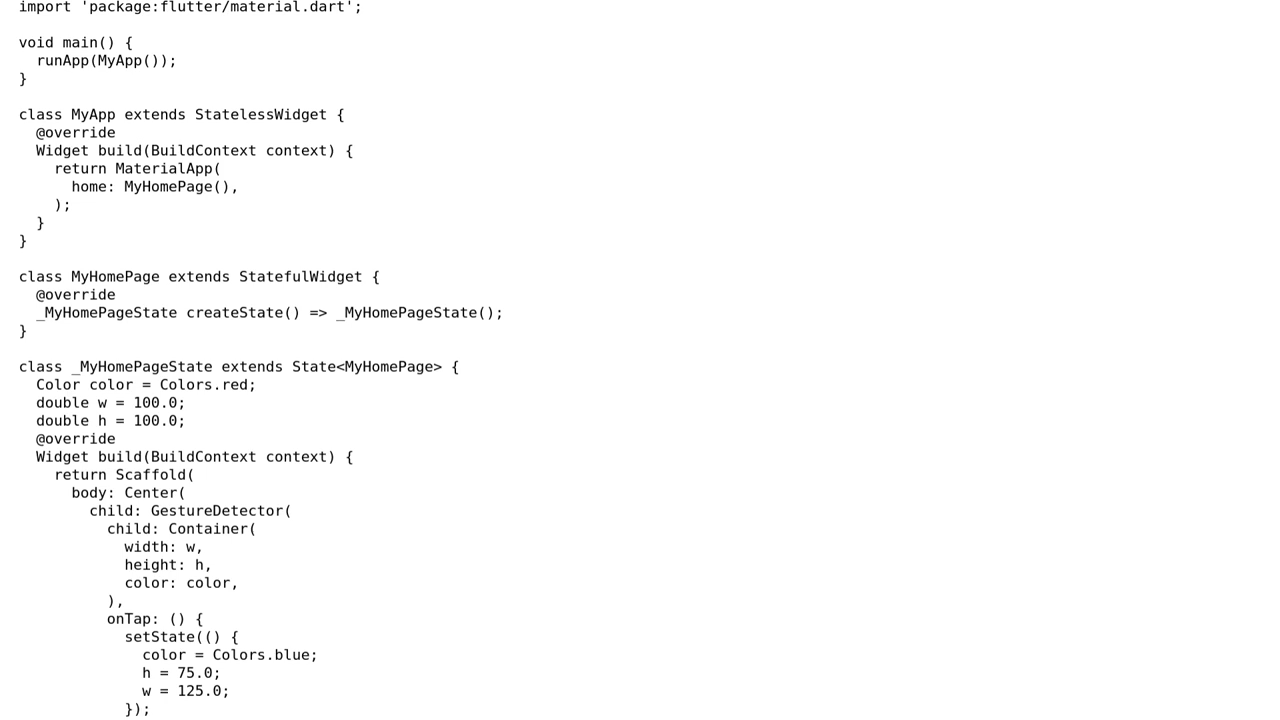 import 'package:flutter/material.dart';

void main() {
  runApp(MyApp());
}

class MyApp extends StatelessWidget {
  @override
  Widget build(BuildContext context) {
    return MaterialApp(
      home: MyHomePage(),
    );
  }
}

class MyHomePage extends StatefulWidget {
  @override
  _MyHomePageState createState() => _MyHomePageState();
}

class _MyHomePageState extends State<MyHomePage> {
  Color color = Colors.red;
  double w = 100.0;
  double h = 100.0;
  @override
  Widget build(BuildContext context) {
    return Scaffold(
      body: Center(
        child: GestureDetector(
          child: Container(
            width: w,
            height: h,
            color: color,
          ),
          onTap: () {
            setState(() {
              color = Colors.blue;
              h = 75.0;
              w = 125.0;
            });